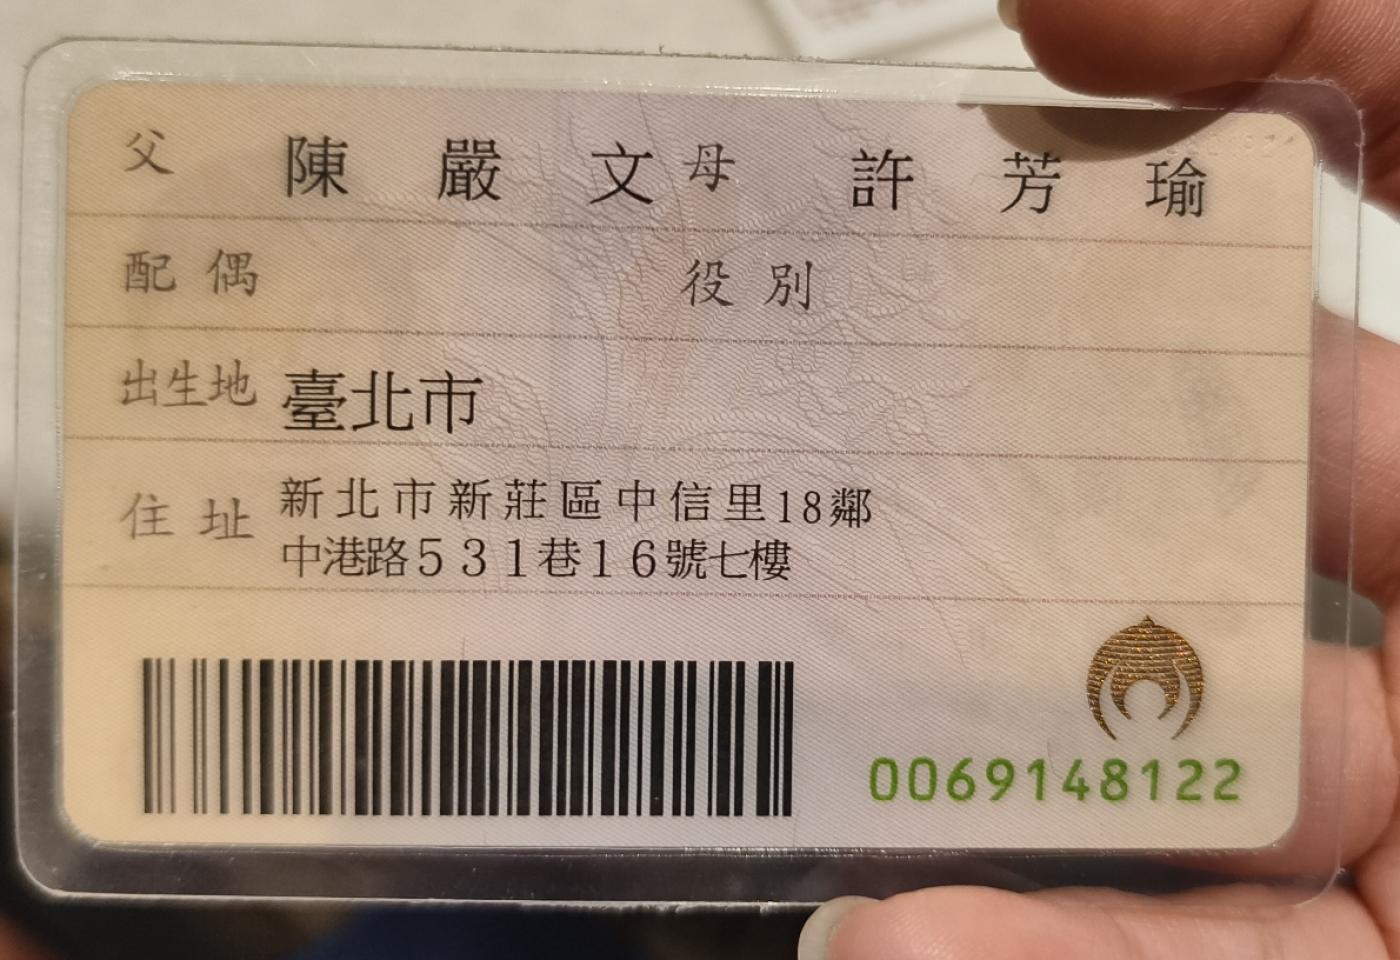 父 陳嚴文 母 許芳瑜
配偶 役別
出生地 臺北市
住址 新北市新莊區中信里18鄰
中港路531巷16號七樓
0069148122